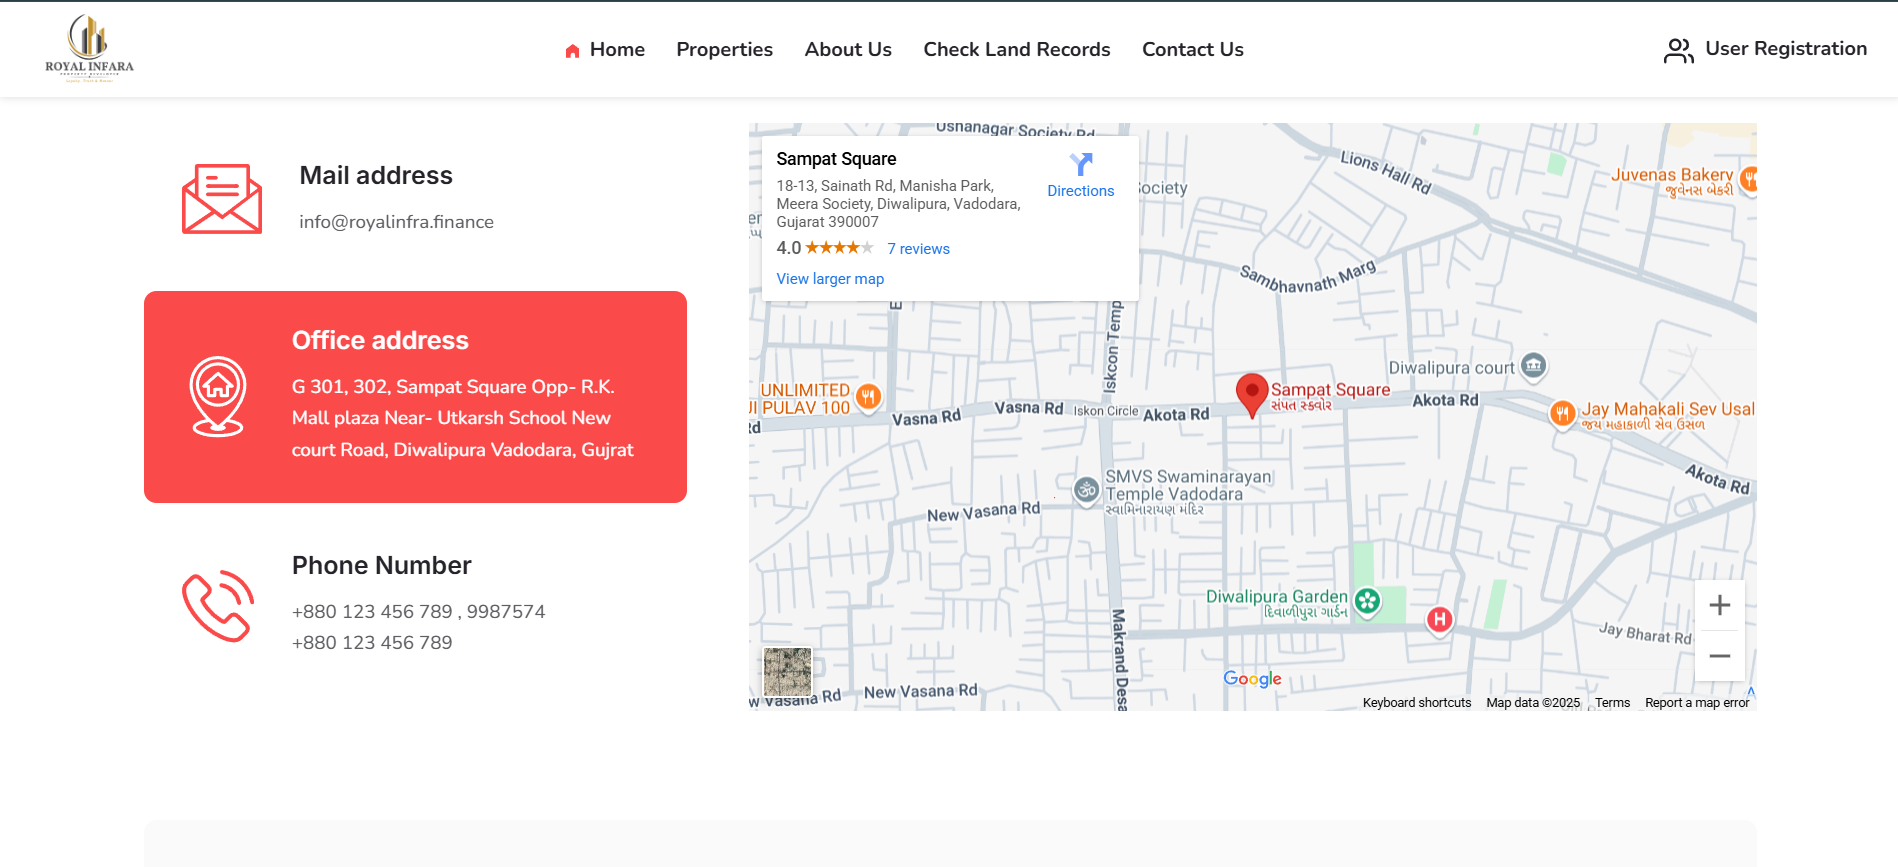 ROYAL INFARA
Home
Properties
About Us
Check Land Records
Contact Us
User Registration
Mail address
info@royalinfra.finance
Office address
G 301, 302, Sampat Square Opp- R.K.
Mall plaza Near- Utkarsh School New
court Road, Diwalipura Vadodara, Gujrat
Phone Number
+880 123 456 789 , 9987574
+880 123 456 789
Ushanagar Society Rd
Sampat Square
18-13, Sainath Rd, Manisha Park,
Meera Society, Diwalipura, Vadodara,
Gujarat 390007
4.0
7 reviews
View larger map
Directions
Society
Lions Hall Rd
Juvenas Bakery
જુવેનસ બેકરી
Sambhavnath Marg
Iskcon Temp
Diwalipura court
UNLIMITED
JI PULAV 100
Vasna Rd
Vasna Rd
Iskon Circle
Akota Rd
Sampat Square
સંપત સ્ક્વેર
Akota Rd
Jay Mahakali Sev Usal
જય મહાકાળી સેવ ઉસળ
Rd
SMVS Swaminarayan
Temple Vadodara
સ્વામિનારાયણ મંદિર
Akota Rd
New Vasana Rd
Diwalipura Garden
દિવાળીપુરા ગાર્ડન
H
Makrand Desa
Jay Bharat Rd
Google
New Vasana Rd
w Vasana Rd
Keyboard shortcuts
Map data ©2025
Terms
Report a map error